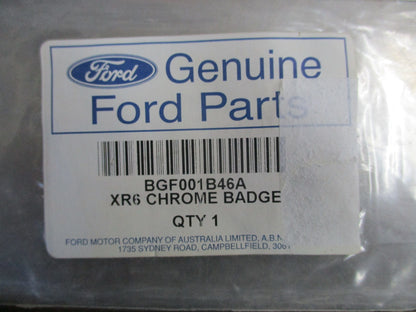 Ford Genuine
Ford Parts
BGF001B46A
XR6 CHROME BADGE
QTY 1
FORD MOTOR COMPANY OF AUSTRALIA LIMITED, A.B.N.
1735 SYDNEY ROAD, CAMPBELLFIELD, 3061